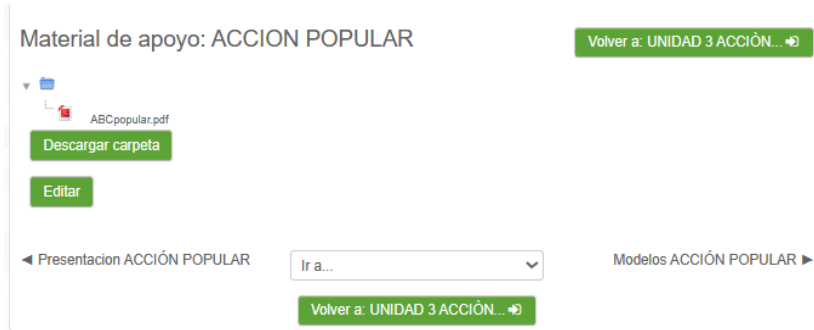 Material de apoyo: ACCION POPULAR
Volver a: UNIDAD 3 ACCIÒN...
ABCpopular.pdf
Descargar carpeta
Editar
◄ Presentacion ACCIÓN POPULAR
Ir a...
Modelos ACCIÓN POPULAR ►
Volver a: UNIDAD 3 ACCIÒN...